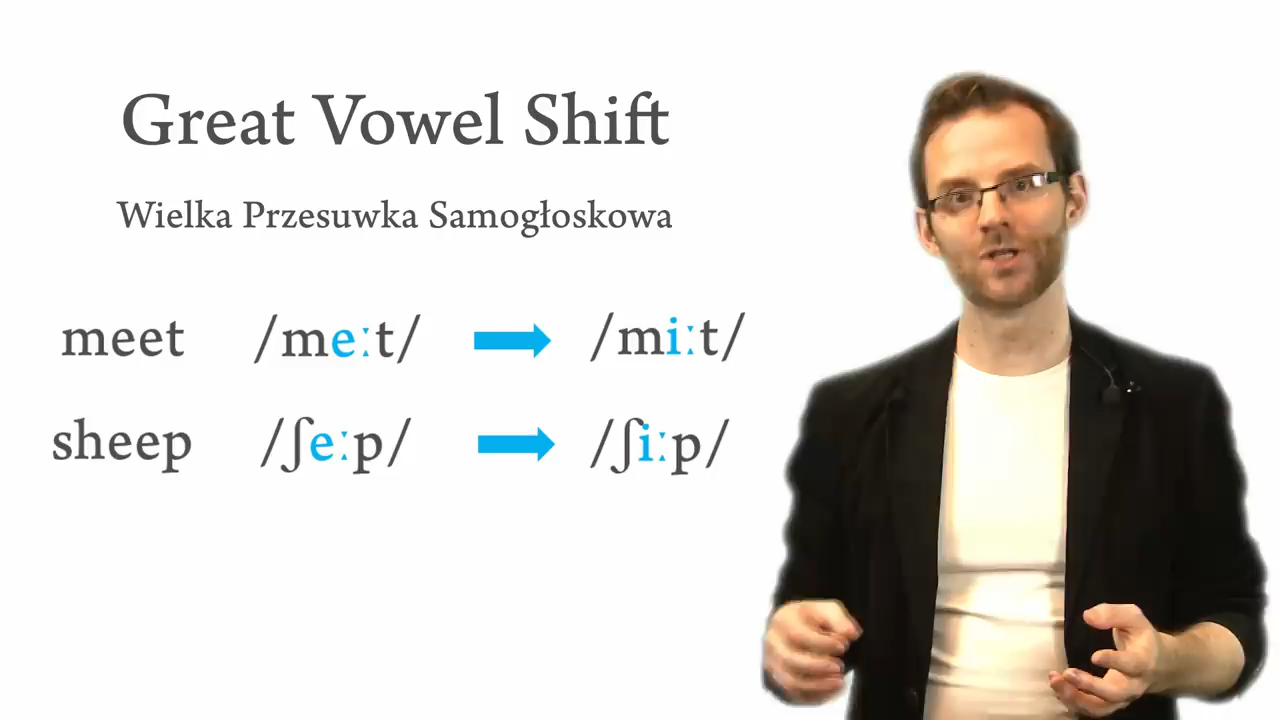 Great Vowel Shift
Wielka Przesuwka Samogłoskowa
meet /meːt/ /miːt/
sheep /ʃeːp/ /ʃiːp/